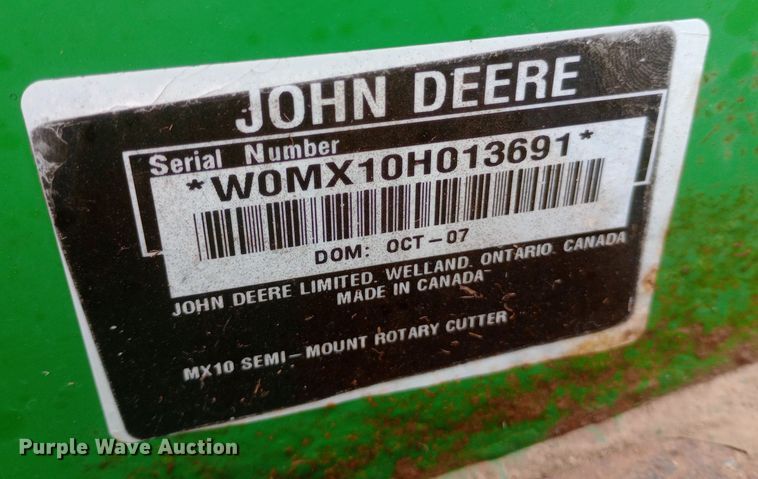 JOHN DEERE
Serial Number
*W0MX10H013691*
DOM: OCT-07
JOHN DEERE LIMITED. WELLAND. ONTARIO. CANADA
MADE IN CANADA
MX10 SEMI-MOUNT ROTARY CUTTER
Purple Wave Auction